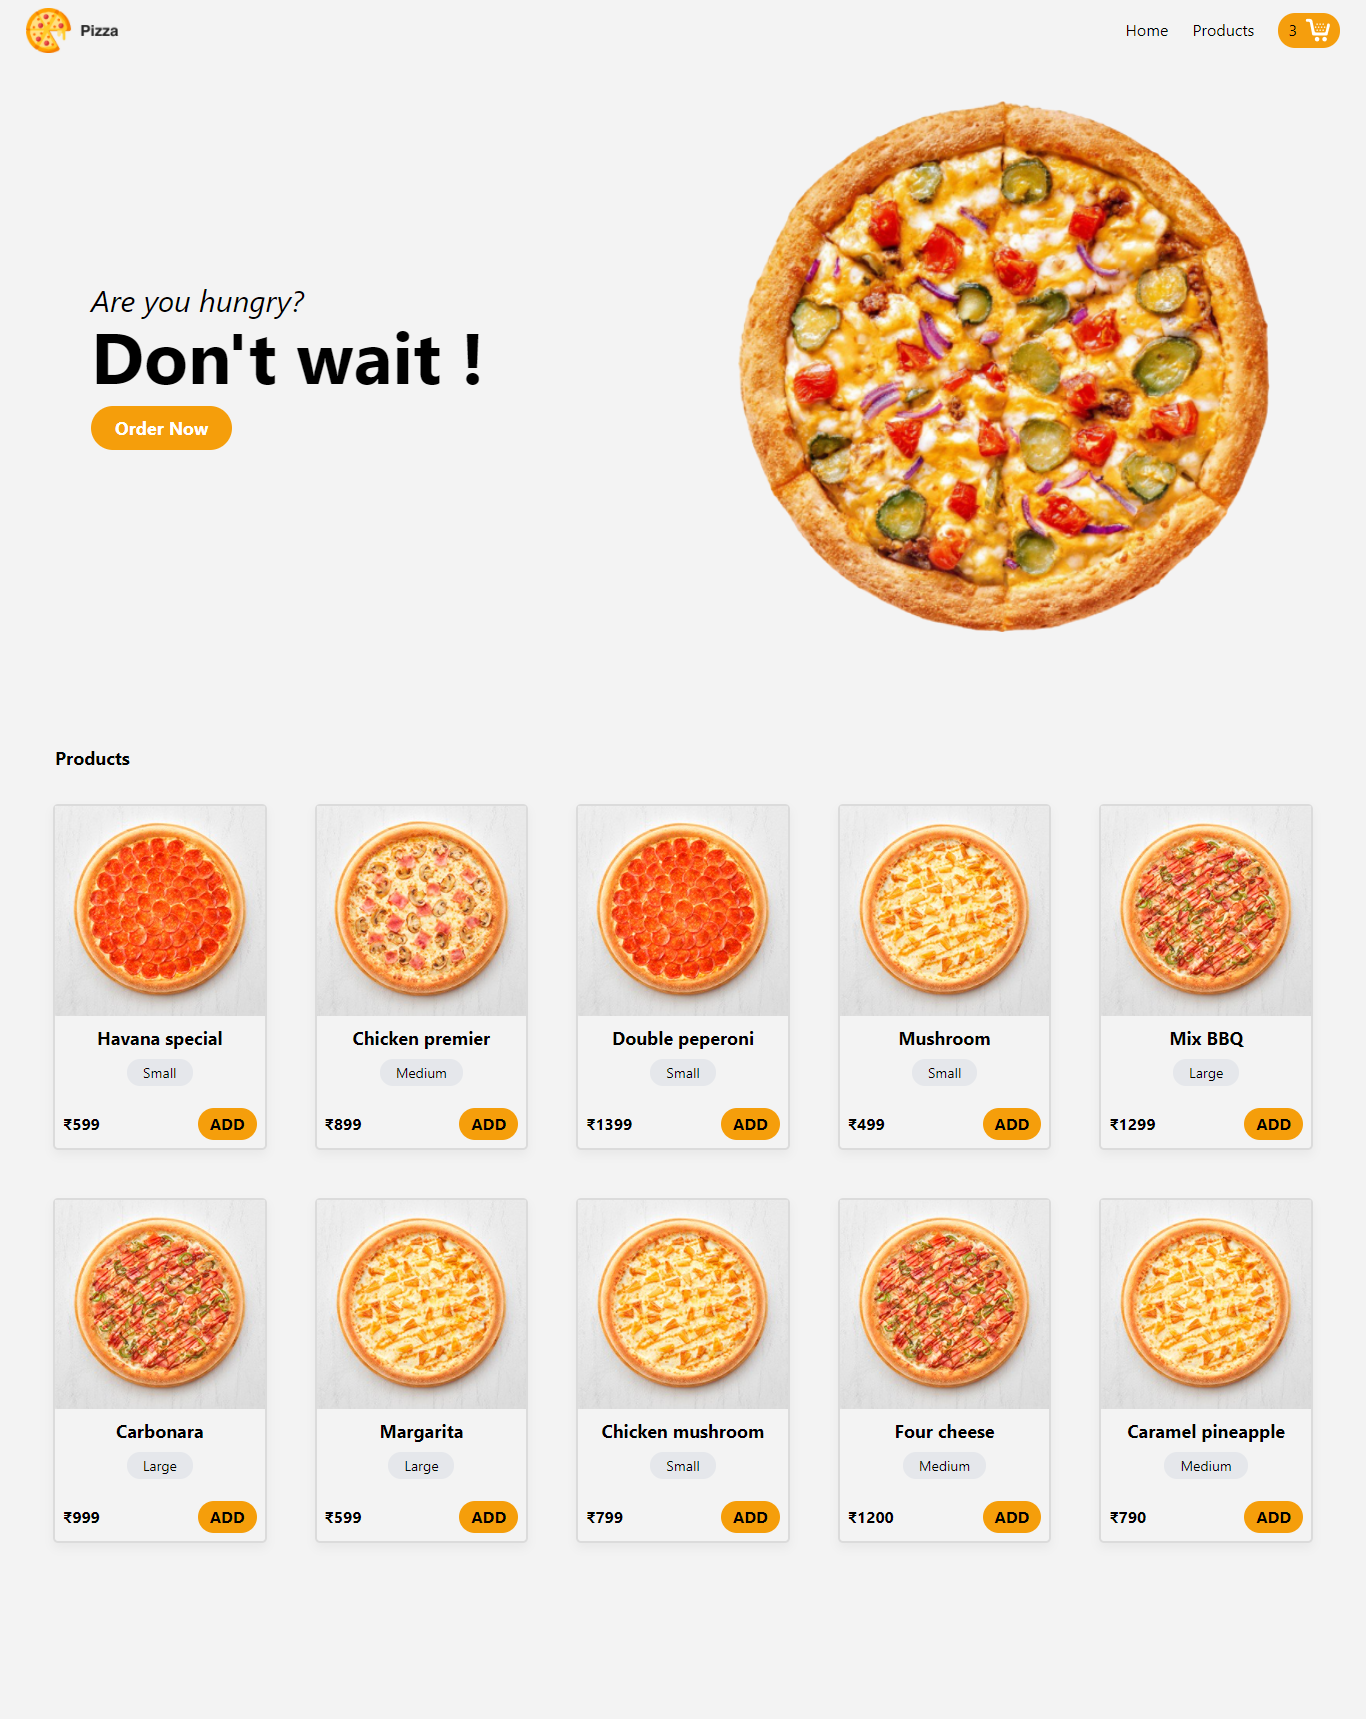 Pizza
Home Products 3
Are you hungry?
Don't wait !
Order Now
Products
Havana special
Small
₹599 ADD
Chicken premier
Medium
₹899 ADD
Double peperoni
Small
₹1399 ADD
Mushroom
Small
₹499 ADD
Mix BBQ
Large
₹1299 ADD
Carbonara
Large
₹999 ADD
Margarita
Large
₹599 ADD
Chicken mushroom
Small
₹799 ADD
Four cheese
Medium
₹1200 ADD
Caramel pineapple
Medium
₹790 ADD